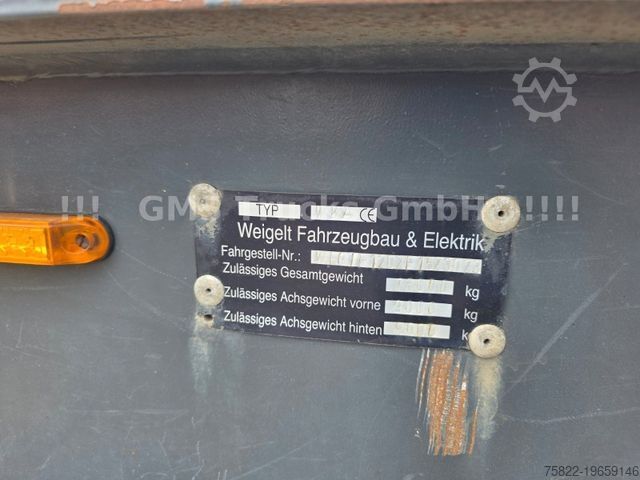 !!! GMP Trucks GmbH !!!!!
TYP CE
Weigelt Fahrzeugbau & Elektrik
Fahrgestell-Nr.:
Zulässiges Gesamtgewicht kg
Zulässiges Achsgewicht vorne kg
Zulässiges Achsgewicht hinten k
75822-19659146